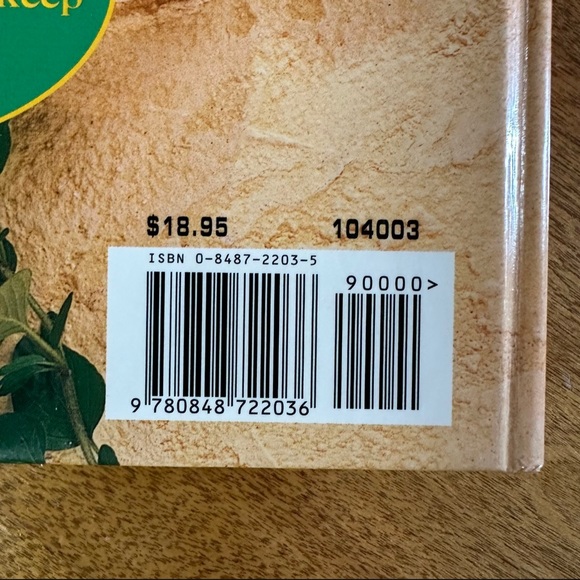 keep
$18.95 104003
ISBN 0-8487-2203-5
90000>
9 780848 722036